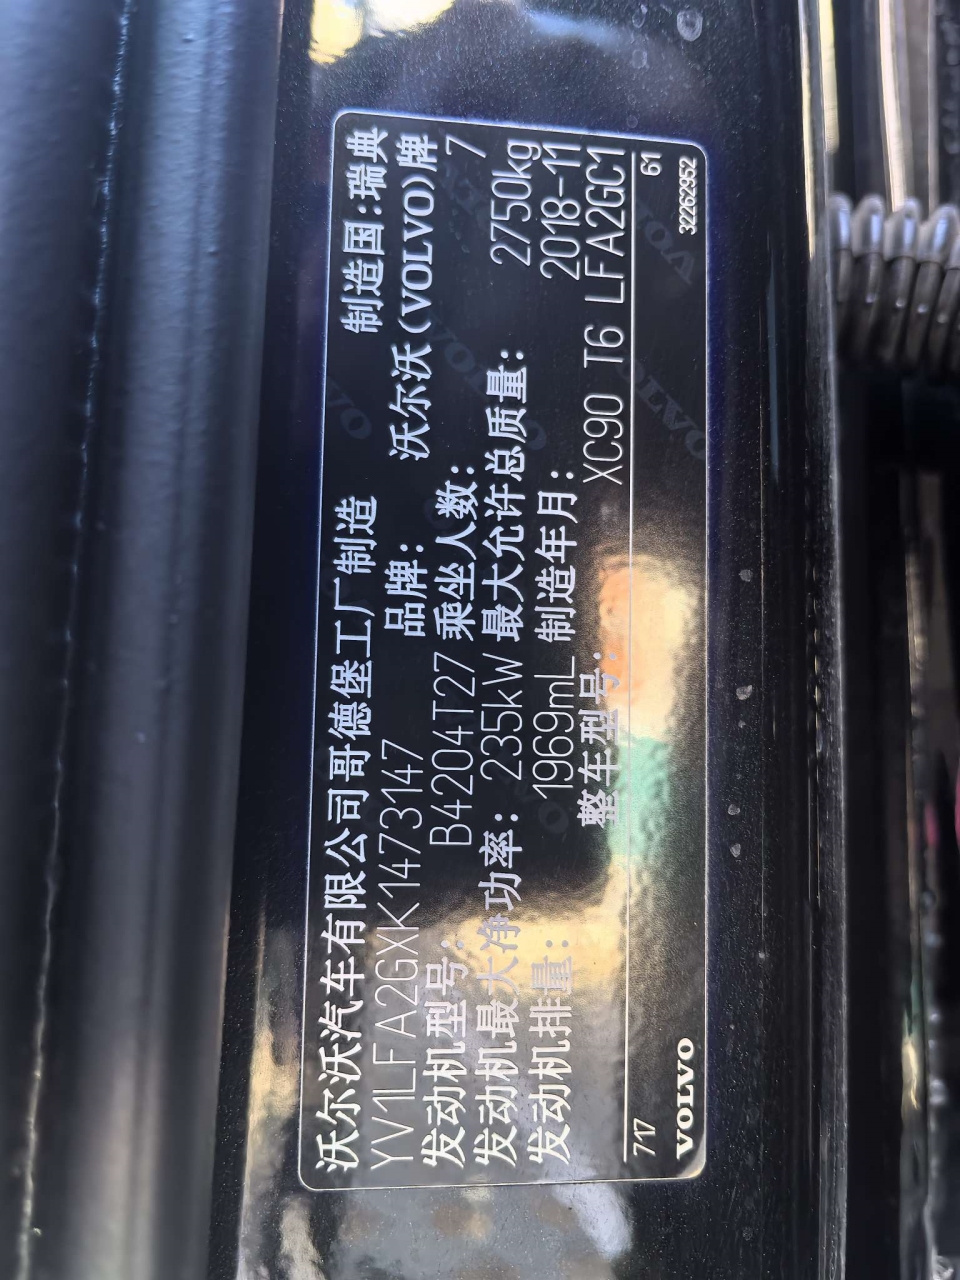 沃尔沃汽车有限公司哥德堡工厂制造 制造国:瑞典
YV1LFA2GXK1473147 品牌: 沃尔沃(VOLVO)牌
发动机型号: B4204T27 乘坐人数: 7
发动机最大净功率: 235kW 最大允许总质量: 2750kg
发动机排量: 1969mL 制造年月: 2018-11
整车型号: XC90 T6 LFA2GC1
717 61
VOLVO 32262952